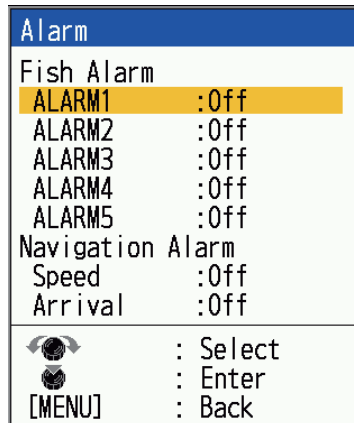 Alarm
Fish Alarm
ALARM1 :Off
ALARM2 :Off
ALARM3 :Off
ALARM4 :Off
ALARM5 :Off
Navigation Alarm
Speed :Off
Arrival :Off
: Select
: Enter
[MENU] : Back